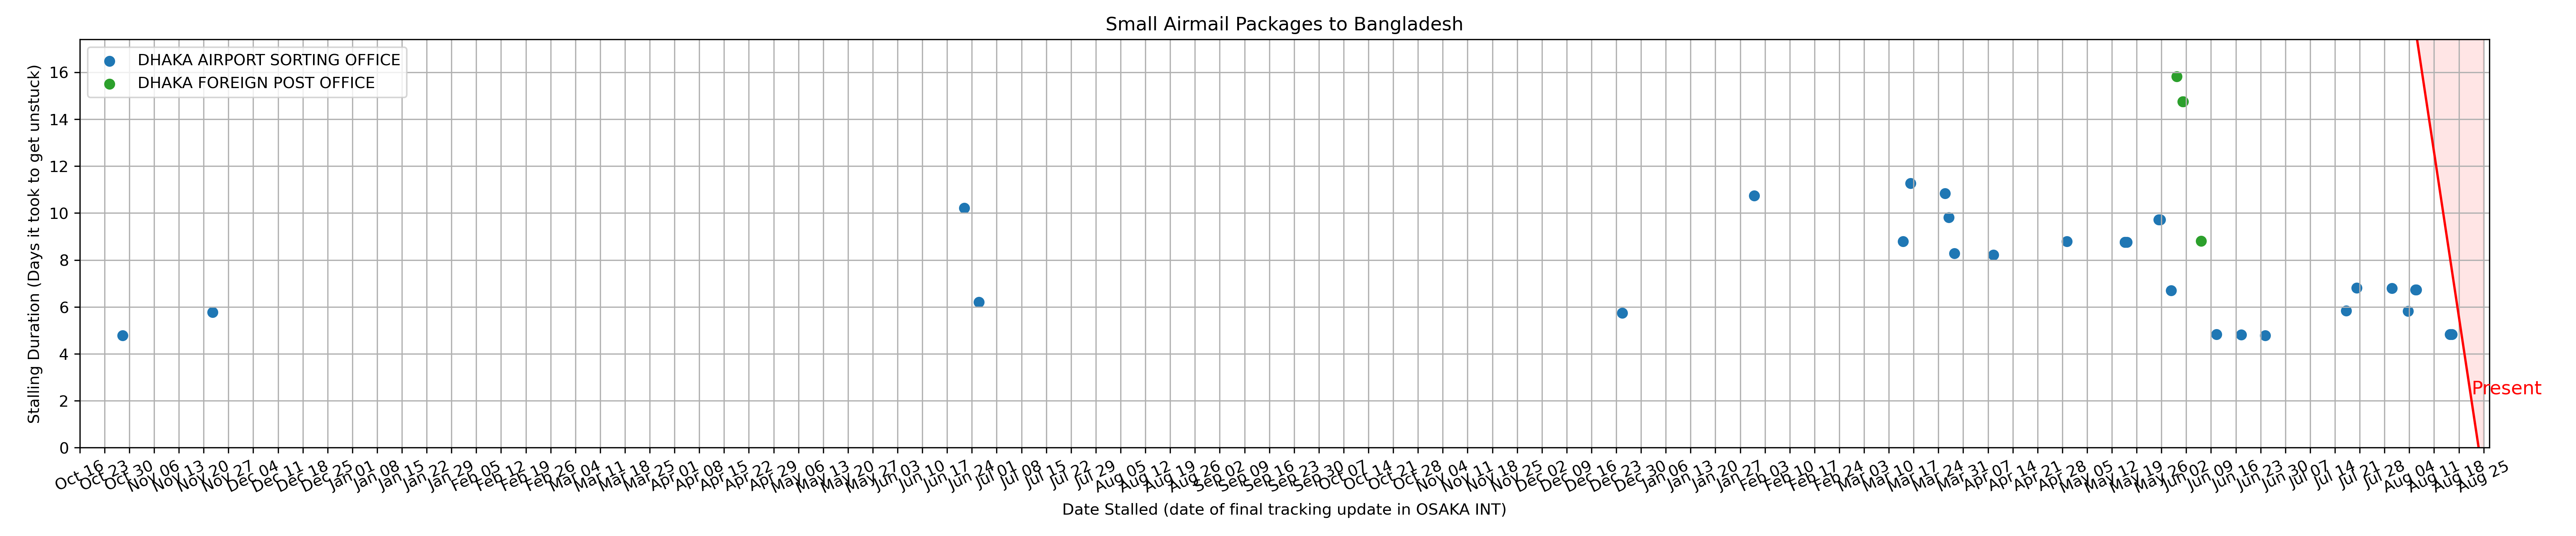 Small Airmail Packages to Bangladesh
DHAKA AIRPORT SORTING OFFICE
DHAKA FOREIGN POST OFFICE
Stalling Duration (Days it took to get unstuck)
16
14
12
10
8
6
4
2
0
Present
Oct 16 Oct 23 Oct 30 Nov 06 Nov 13 Nov 20 Nov 27 Dec 04 Dec 11 Dec 18 Dec 25 Jan 01 Jan 08 Jan 15 Jan 22 Jan 29 Feb 05 Feb 12 Feb 19 Feb 26 Mar 04 Mar 11 Mar 18 Mar 25 Apr 01 Apr 08 Apr 15 Apr 22 Apr 29 May 06 May 13 May 20 May 27 Jun 03 Jun 10 Jun 17 Jun 24 Jul 01 Jul 08 Jul 15 Jul 22 Jul 29 Aug 05 Aug 12 Aug 19 Aug 26 Sep 02 Sep 09 Sep 16 Sep 23 Sep 30 Oct 07 Oct 14 Oct 21 Oct 28 Nov 04 Nov 11 Nov 18 Nov 25 Dec 02 Dec 09 Dec 16 Dec 23 Dec 30 Jan 06 Jan 13 Jan 20 Jan 27 Feb 03 Feb 10 Feb 17 Feb 24 Mar 03 Mar 10 Mar 17 Mar 24 Mar 31 Apr 07 Apr 14 Apr 21 Apr 28 May 05 May 12 May 19 May 26 Jun 02 Jun 09 Jun 16 Jun 23 Jun 30 Jul 07 Jul 14 Jul 21 Jul 28 Aug 04 Aug 11 Aug 18 Aug 25
Date Stalled (date of final tracking update in OSAKA INT)